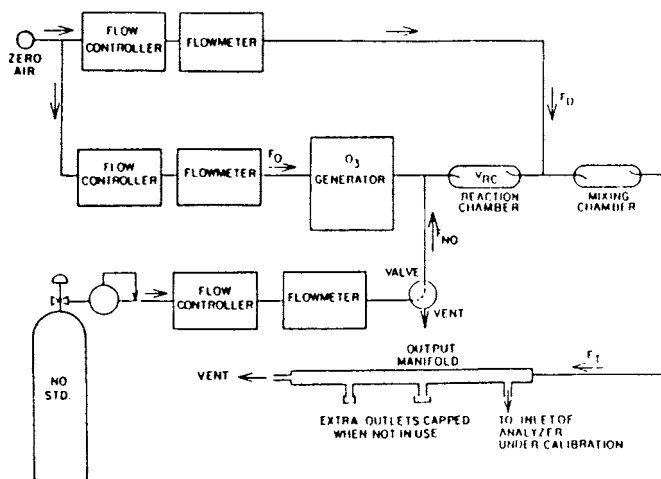 ZERO
AIR
FLOW
CONTROLLER
FLOWMETER
F_D
FLOW
CONTROLLER
FLOWMETER
F_O
O_3
GENERATOR
V_RC
REACTION
CHAMBER
MIXING
CHAMBER
F_NO
NO
STD.
FLOW
CONTROLLER
FLOWMETER
VALVE
VENT
OUTPUT
MANIFOLD
F_T
VENT
EXTRA OUTLETS CAPPED
WHEN NOT IN USE
TO INLET OF
ANALYZER
UNDER CALIBRATION